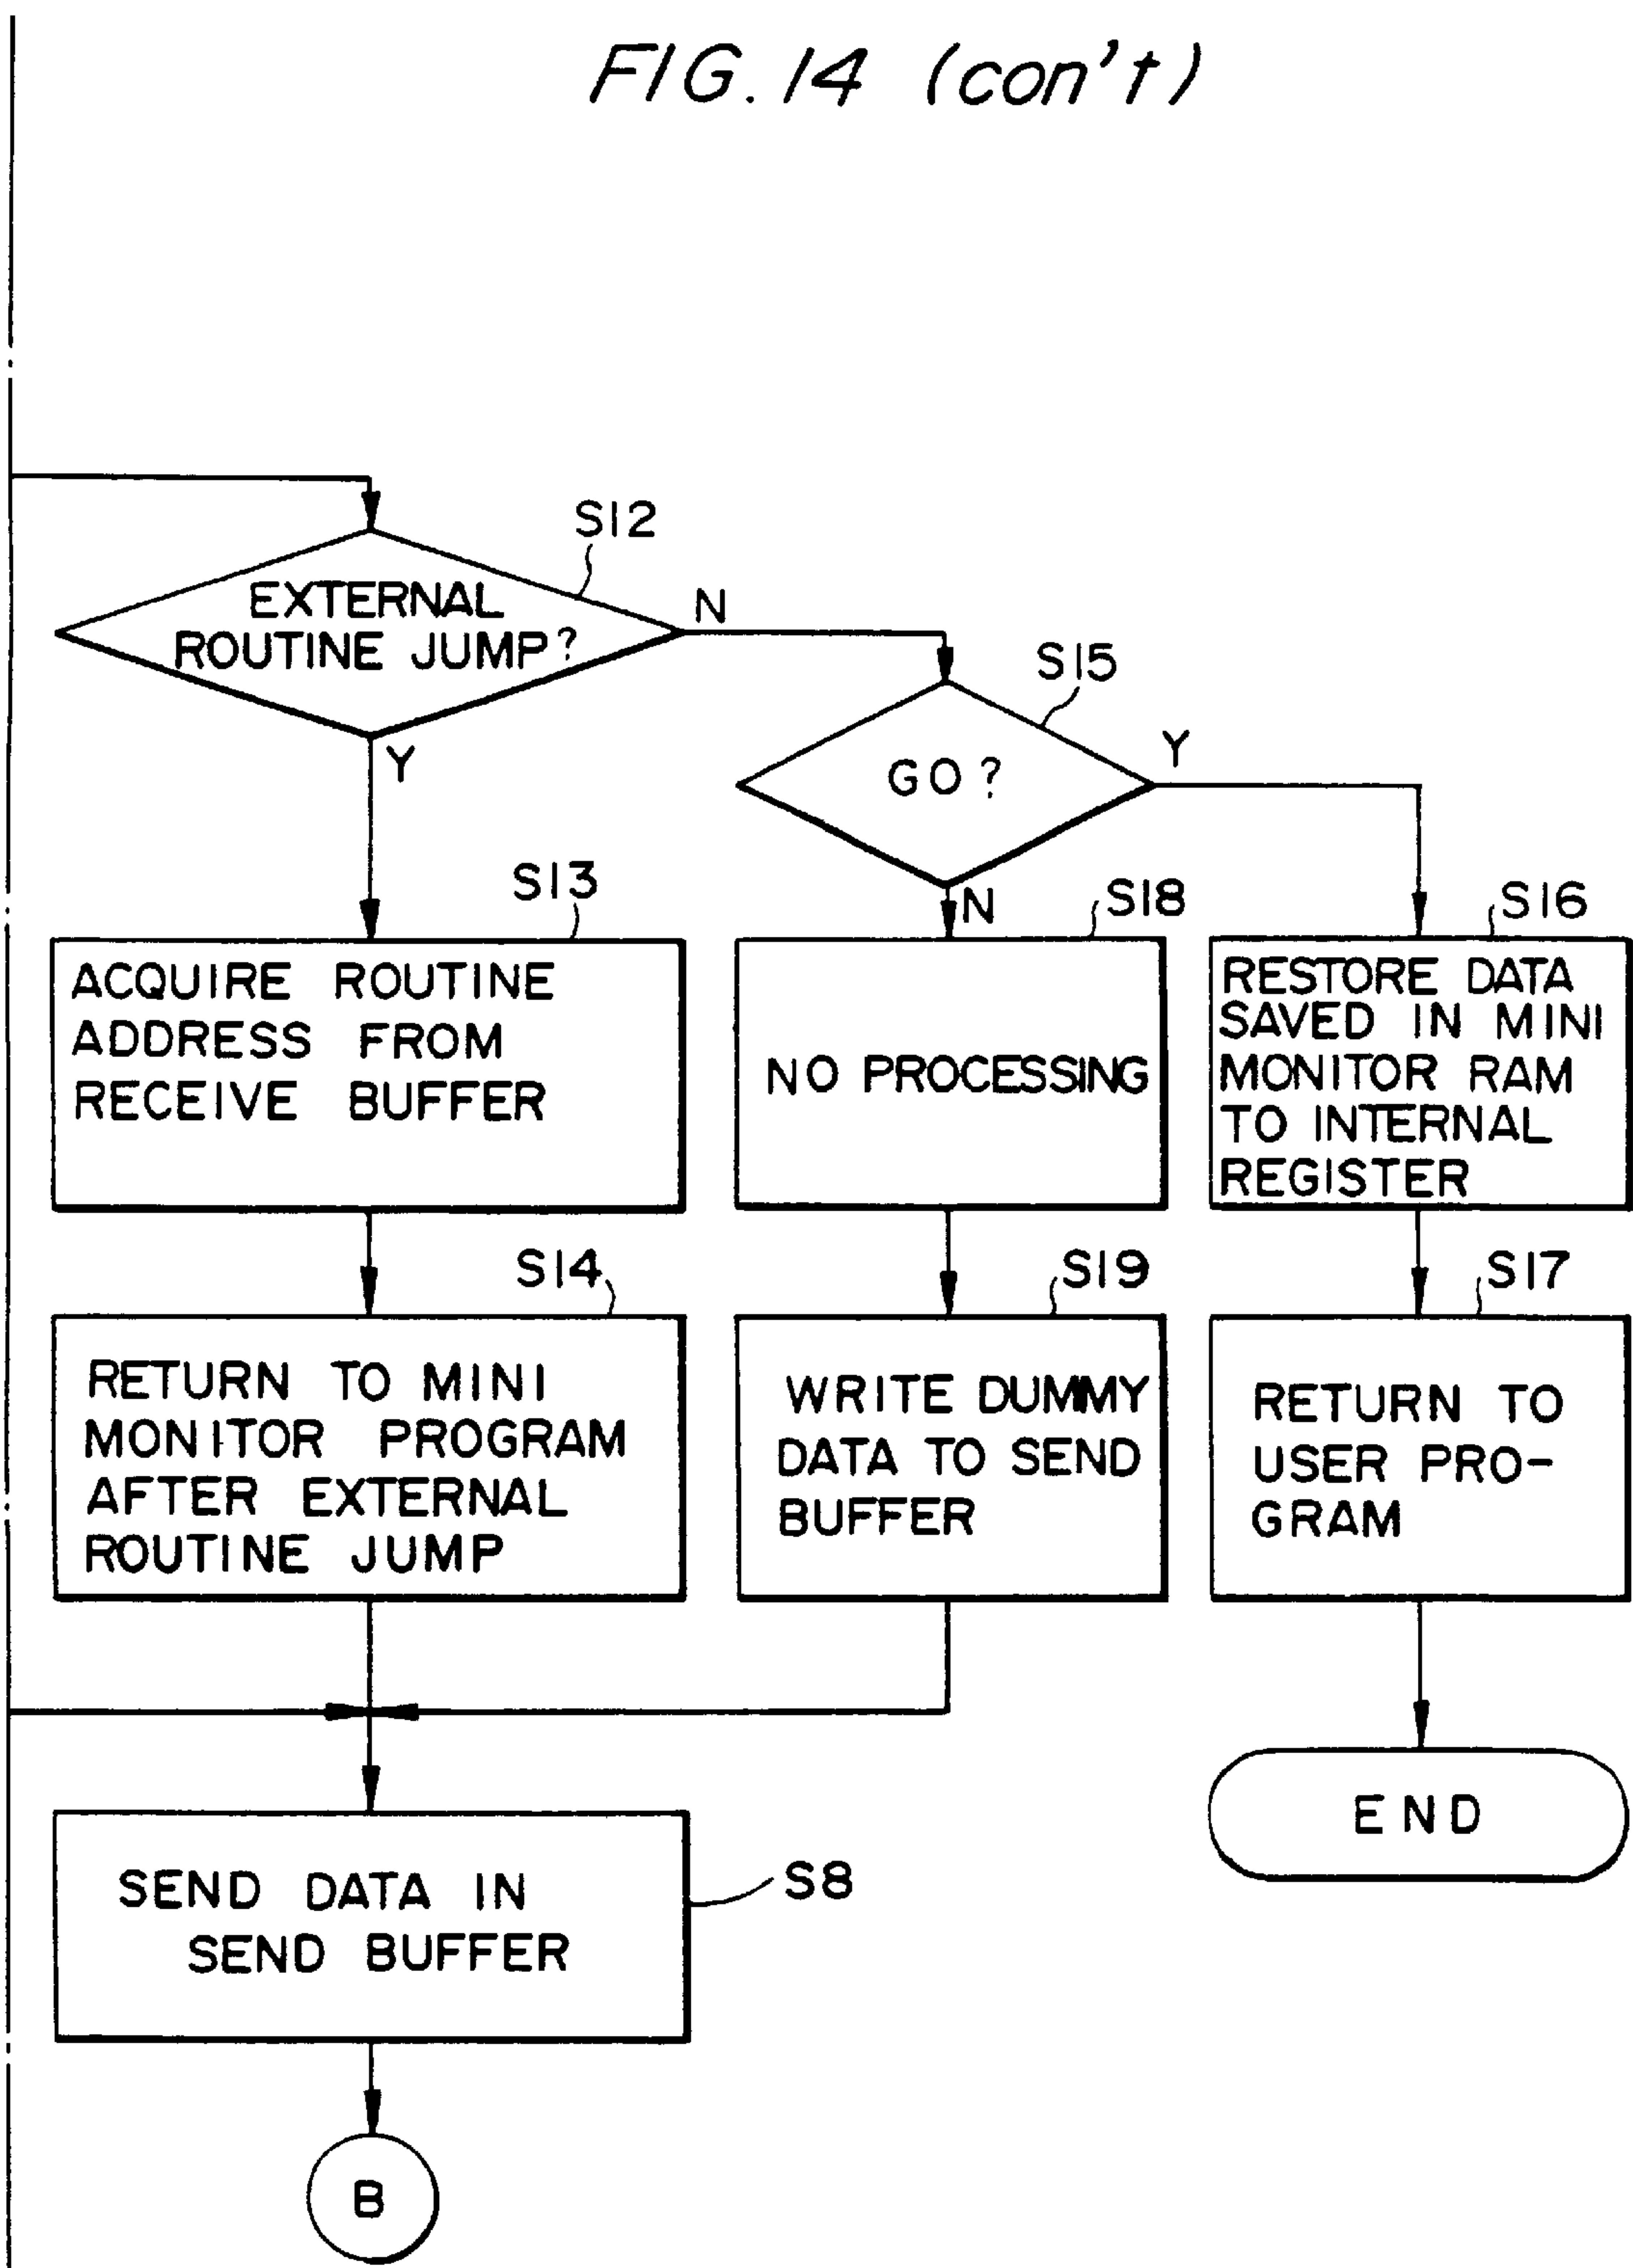 FIG. 14 (con't)
S12
EXTERNAL
ROUTINE JUMP?
N
Y
S15
GO?
Y
N
S13
ACQUIRE ROUTINE
ADDRESS FROM
RECEIVE BUFFER
S18
NO PROCESSING
S16
RESTORE DATA
SAVED IN MINI
MONITOR RAM
TO INTERNAL
REGISTER
S14
RETURN TO MINI
MONITOR PROGRAM
AFTER EXTERNAL
ROUTINE JUMP
S19
WRITE DUMMY
DATA TO SEND
BUFFER
S17
RETURN TO
USER PRO-
GRAM
END
S8
SEND DATA IN
SEND BUFFER
B